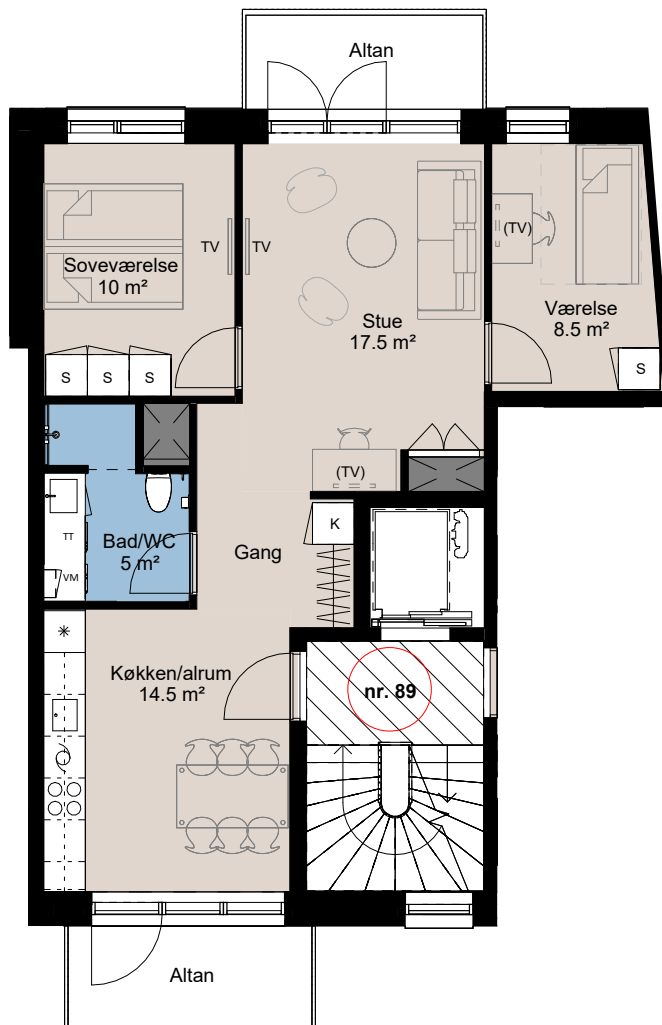 Altan
TV
TV
(TV)
Soveværelse
10 m²
Værelse
8.5 m²
Stue
17.5 m²
S
S
S
S
(TV)
K
Bad/WC
5 m²
TT
VM
Gang
Køkken/alrum
14.5 m²
nr. 89
Altan